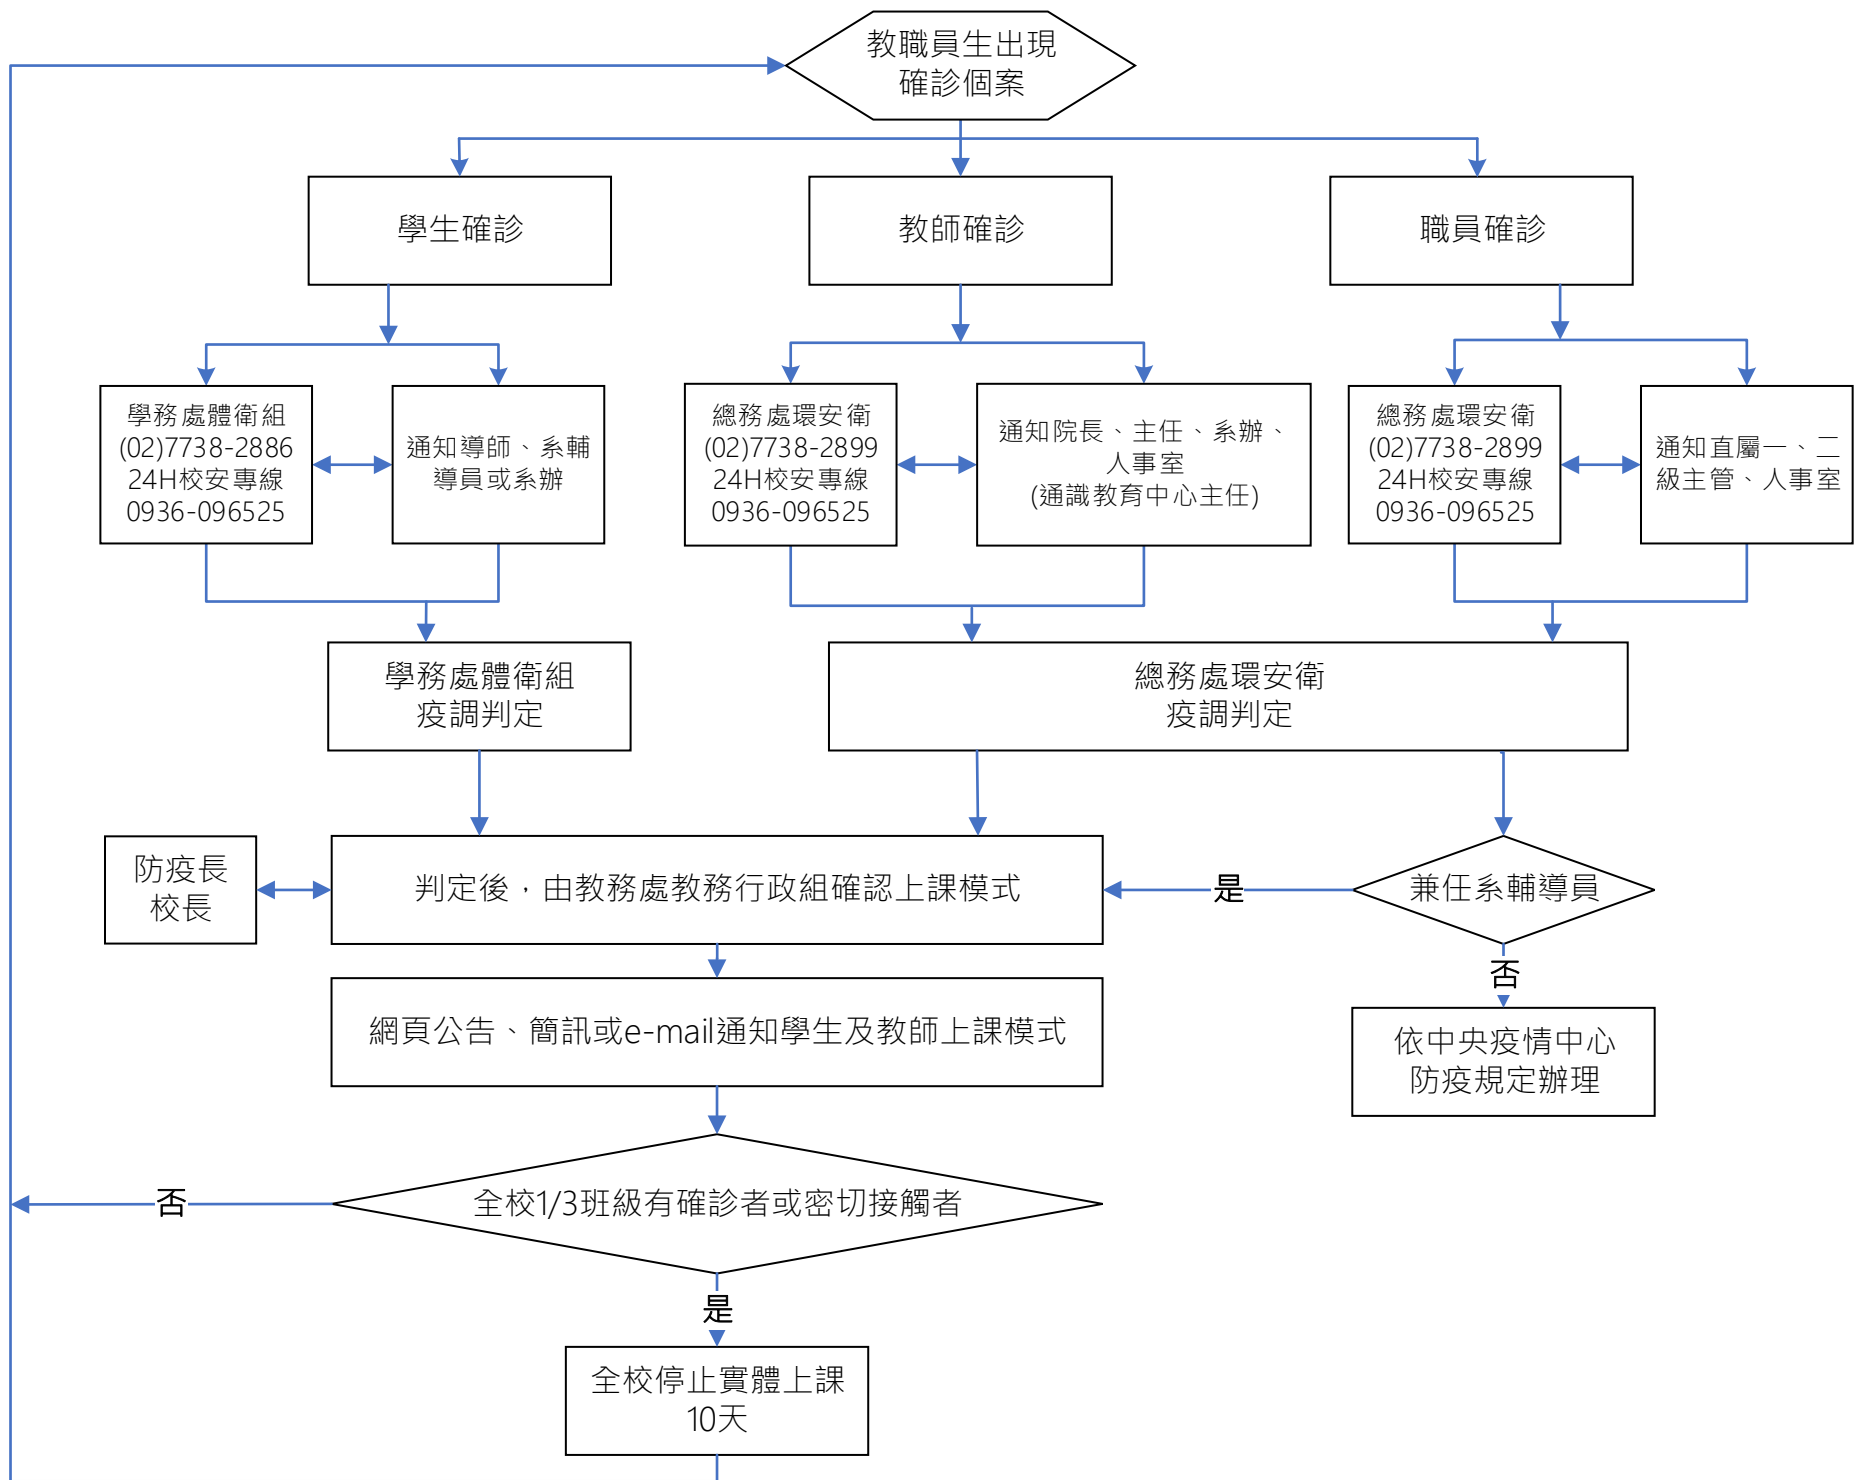 教職員生出現
確診個案
學生確診
教師確診
職員確診
學務處體衛組
(02)7738-2886
24H校安專線
0936-096525
通知導師、系輔
導員或系辦
總務處環安衛
(02)7738-2899
24H校安專線
0936-096525
通知院長、主任、系辦、
人事室
(通識教育中心主任)
總務處環安衛
(02)7738-2899
24H校安專線
0936-096525
通知直屬一、二
級主管、人事室
學務處體衛組
疫調判定
總務處環安衛
疫調判定
防疫長
校長
判定後，由教務處教務行政組確認上課模式
是
兼任系輔導員
否
網頁公告、簡訊或e-mail通知學生及教師上課模式
依中央疫情中心
防疫規定辦理
否
全校1/3班級有確診者或密切接觸者
是
全校停止實體上課
10天